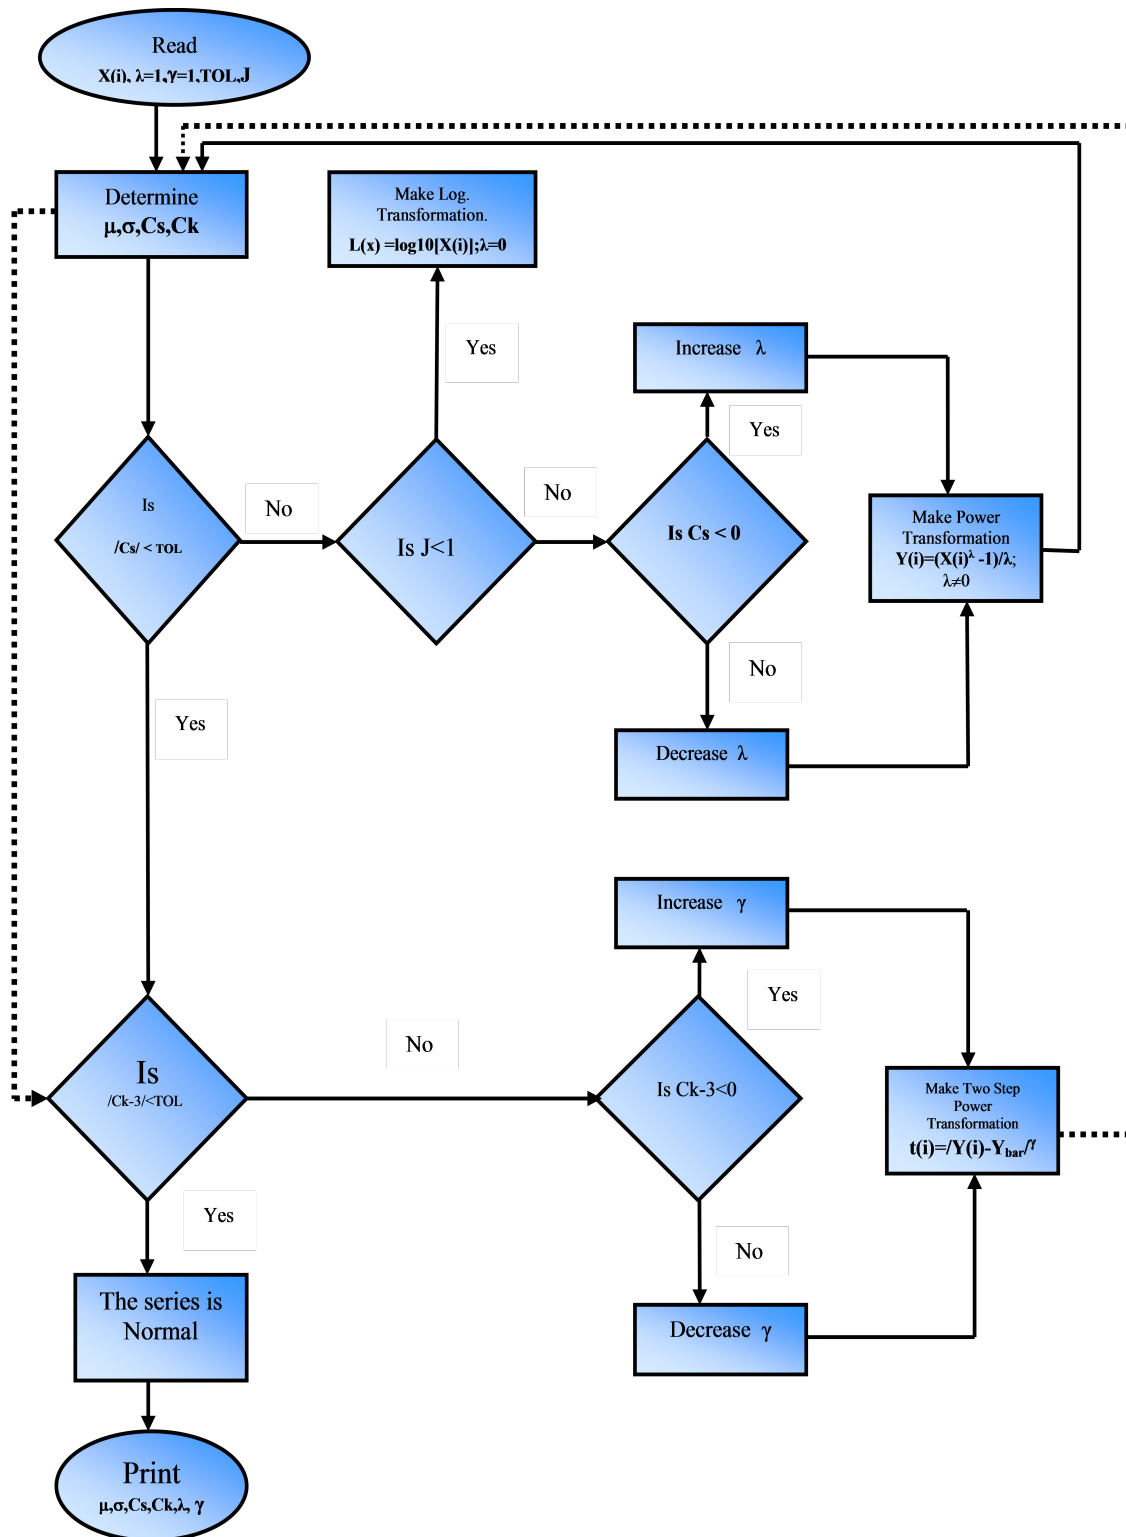 Read
X(i), λ=1,γ=1,TOL,J
Determine
μ,σ,Cs,Ck
Make Log.
Transformation.
L(x) =log10[X(i)];λ=0
Yes
Increase λ
Yes
Is
/Cs/ < TOL
No
Is J<1
No
Is Cs < 0
Make Power
Transformation
Y(i)=(X(i)^λ -1)/λ;
λ≠0
No
Yes
Decrease λ
Increase γ
Yes
Is
/Ck-3/<TOL
No
Is Ck-3<0
Make Two Step
Power
Transformation
t(i)=/Y(i)-Y_bar/^γ
Yes
No
The series is
Normal
Decrease γ
Print
μ,σ,Cs,Ck,λ, γ